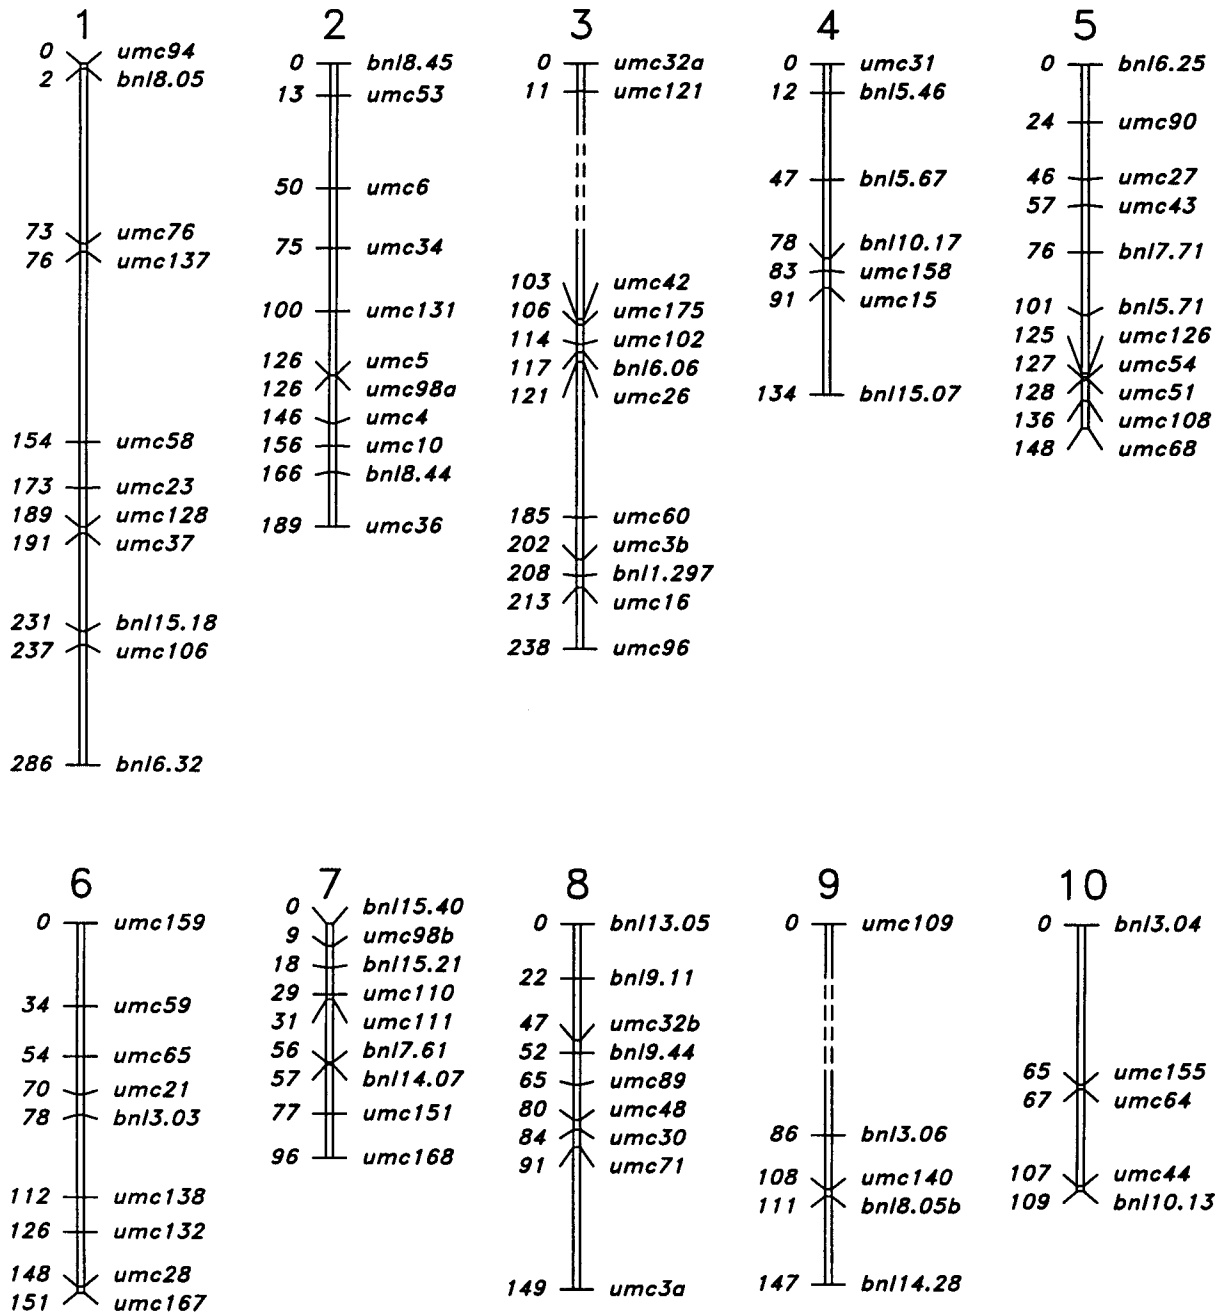 1
0 umc94
2 bnl8.05
73 umc76
76 umc137
154 umc58
173 umc23
189 umc128
191 umc37
231 bnl15.18
237 umc106
286 bnl6.32
2
0 bnl8.45
13 umc53
50 umc6
75 umc34
100 umc131
126 umc5
126 umc98a
146 umc4
156 umc10
166 bnl8.44
189 umc36
3
0 umc32a
11 umc121
103 umc42
106 umc175
114 umc102
117 bnl6.06
121 umc26
185 umc60
202 umc3b
208 bnl1.297
213 umc16
238 umc96
4
0 umc31
12 bnl5.46
47 bnl5.67
78 bnl10.17
83 umc158
91 umc15
134 bnl15.07
5
0 bnl6.25
24 umc90
46 umc27
57 umc43
76 bnl7.71
101 bnl5.71
125 umc126
127 umc54
128 umc51
136 umc108
148 umc68
6
0 umc159
34 umc59
54 umc65
70 umc21
78 bnl3.03
112 umc138
126 umc132
148 umc28
151 umc167
7
0 bnl15.40
9 umc98b
18 bnl15.21
29 umc110
31 umc111
56 bnl7.61
57 bnl14.07
77 umc151
96 umc168
8
0 bnl13.05
22 bnl9.11
47 umc32b
52 bnl9.44
65 umc89
80 umc48
84 umc30
91 umc71
149 umc3a
9
0 umc109
86 bnl3.06
108 umc140
111 bnl8.05b
147 bnl14.28
10
0 bnl3.04
65 umc155
67 umc64
107 umc44
109 bnl10.13